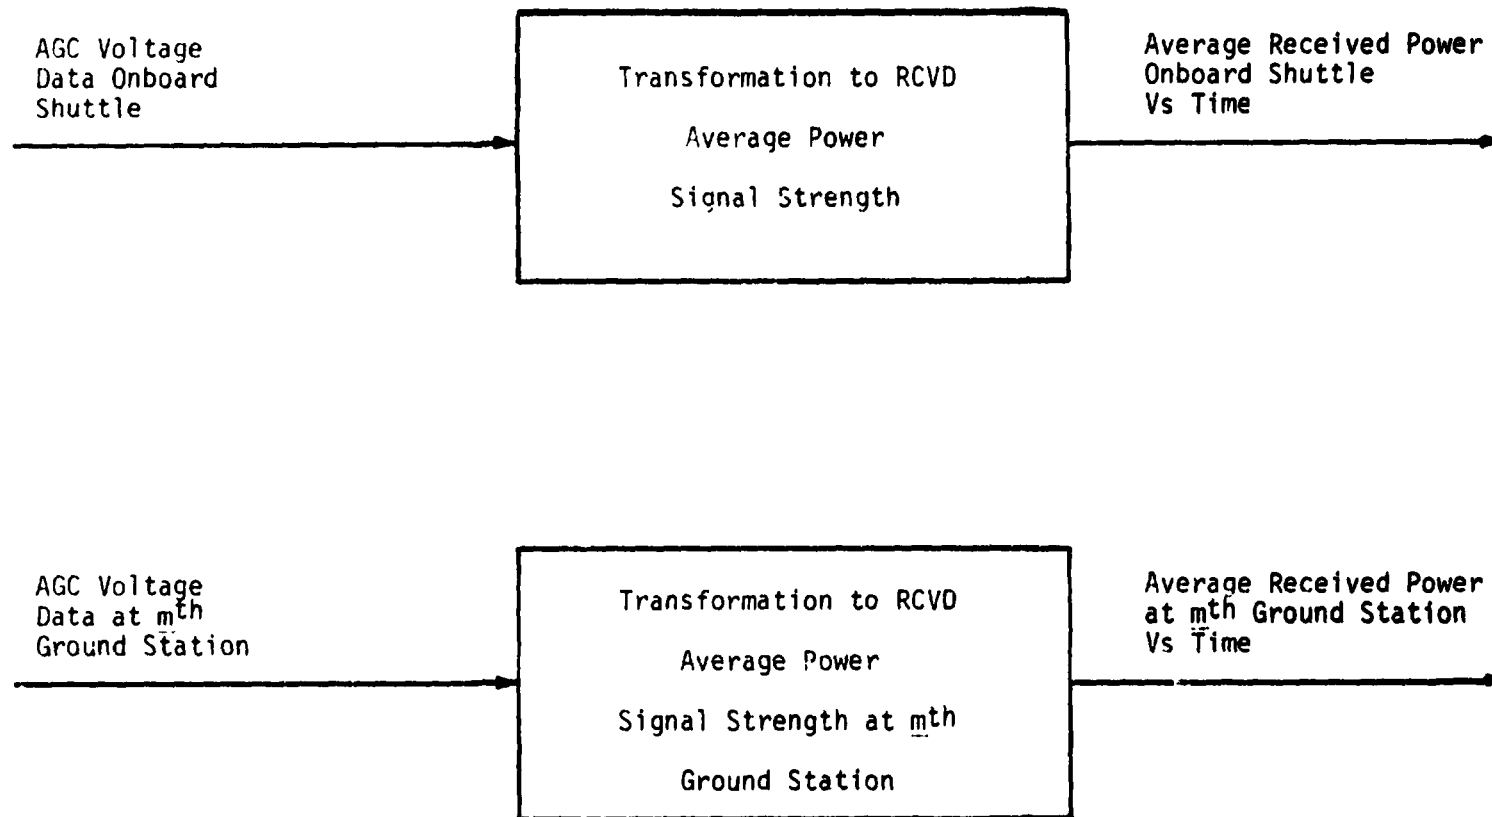 AGC Voltage
Data Onboard
Shuttle
Transformation to RCVD
Average Power
Signal Strength
Average Received Power
Onboard Shuttle
Vs Time
AGC Voltage
Data at mth
Ground Station
Transformation to RCVD
Average Power
Signal Strength at mth
Ground Station
Average Received Power
at mth Ground Station
Vs Time